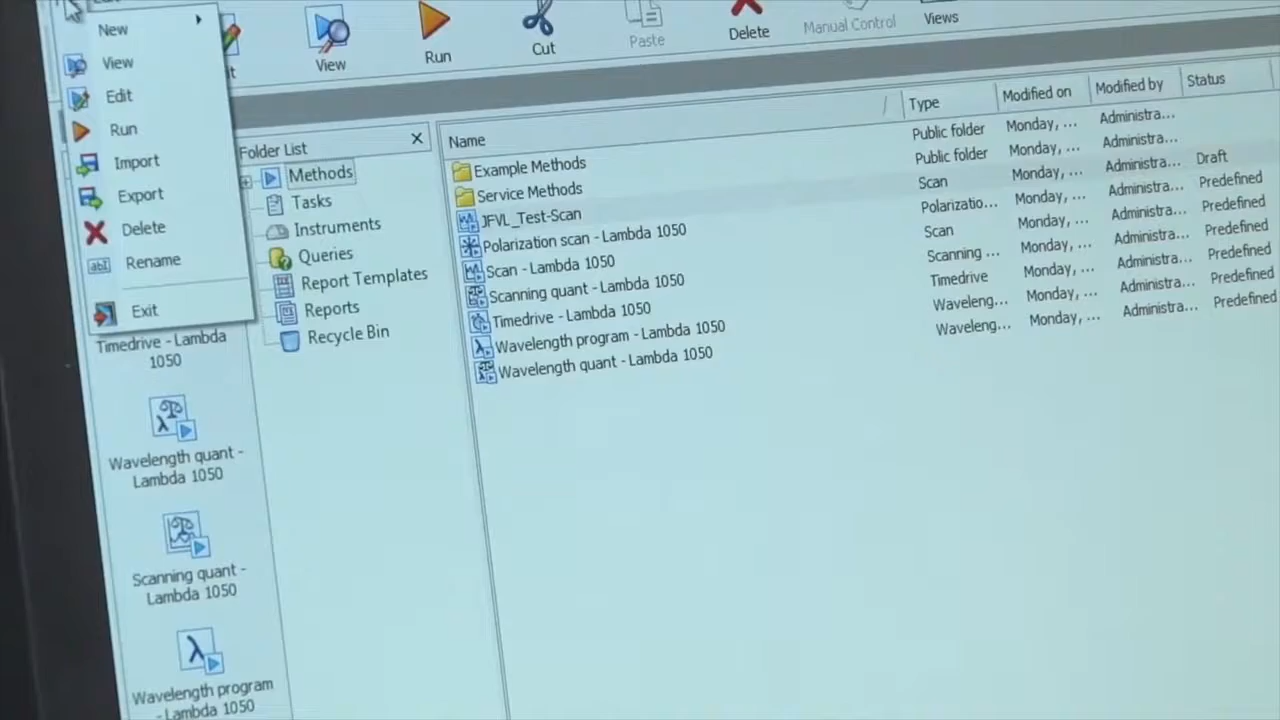 New
View
Edit
Run
Import
Export
Delete
Rename
Exit
View
Run
Cut
Paste
Delete
Manual Control
Views
Timedrive - Lambda
1050
Wavelength quant -
Lambda 1050
Scanning quant -
Lambda 1050
Wavelength program
- Lambda 1050
Folder List
Methods
Tasks
Instruments
Queries
Report Templates
Reports
Recycle Bin
Name Type Modified on Modified by Status
Example Methods Public folder Monday, ... Administra...
Service Methods Public folder Monday, ... Administra...
JFVL_Test-Scan Scan Monday, ... Administra... Draft
Polarization scan - Lambda 1050 Polarizatio... Monday, ... Administra... Predefined
Scan - Lambda 1050 Scan Monday, ... Administra... Predefined
Scanning quant - Lambda 1050 Scanning ... Monday, ... Administra... Predefined
Timedrive - Lambda 1050 Timedrive Monday, ... Administra... Predefined
Wavelength program - Lambda 1050 Waveleng... Monday, ... Administra... Predefined
Wavelength quant - Lambda 1050 Waveleng... Monday, ... Administra... Predefined